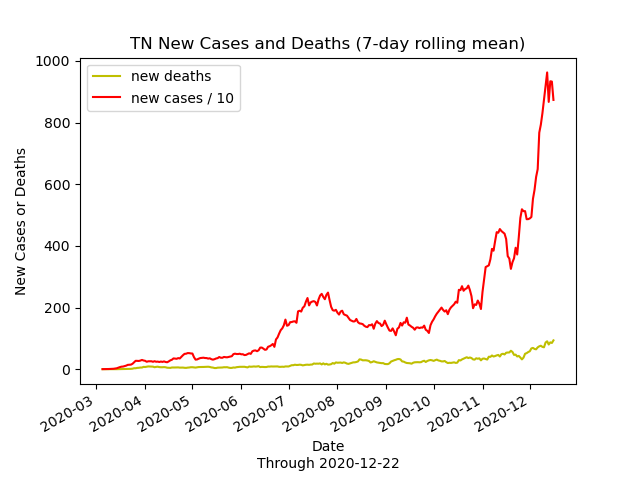 TN New Cases and Deaths (7-day rolling mean)
new deaths
new cases / 10
1000
800
600
400
200
0
New Cases or Deaths
2020-03
2020-04
2020-05
2020-06
2020-07
2020-08
2020-09
2020-10
2020-11
2020-12
Date
Through 2020-12-22